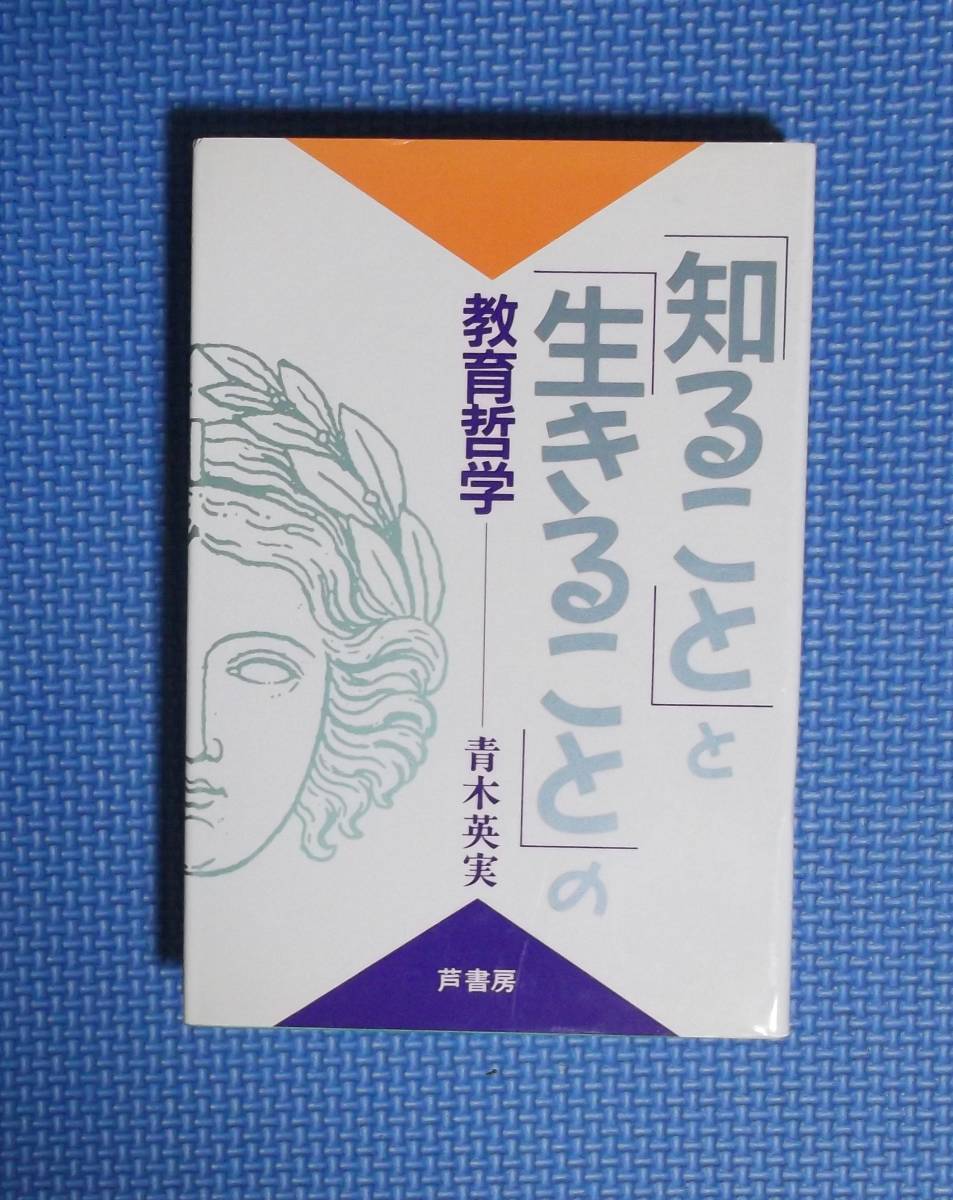 「知ること」と
「生きること」の
教育哲学
青木英実
芦書房